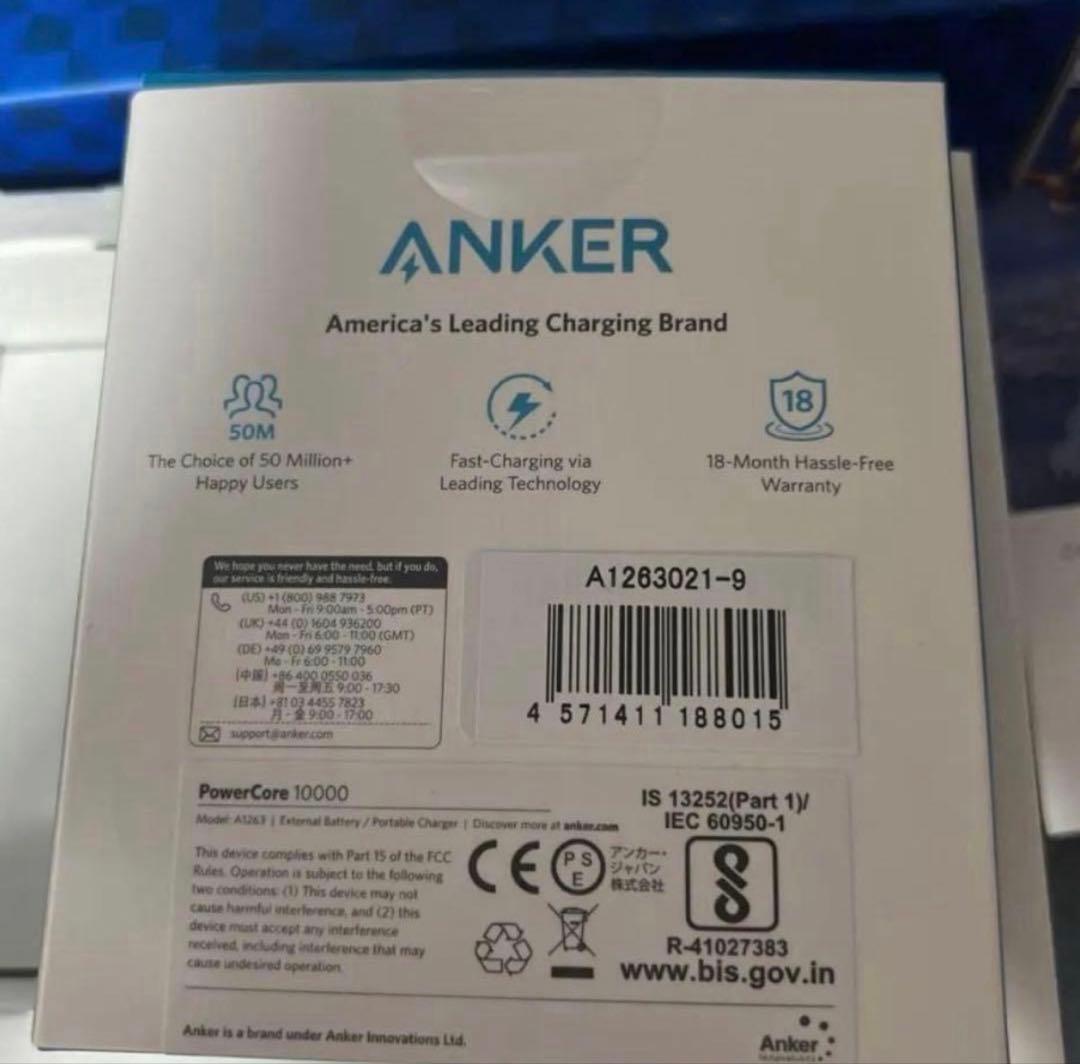 ANKER
America's Leading Charging Brand
50M
The Choice of 50 Million+
Happy Users
Fast-Charging via
Leading Technology
18
18-Month Hassle-Free
Warranty
We hope you never have the need, but if you do,
our service is friendly and hassle-free.
(US) +1 (800) 988 7973
Mon - Fri 9:00am - 5:00pm (PT)
(UK) +44 (0) 1604 936200
Mon - Fri 6:00 - 11:00 (GMT)
(DE) +49 (0) 69 9579 7960
Mo - Fr 6:00 - 11:00
(中国) +86 400 0550 036
周一至周五 9:00 - 17:30
(日本) +81 03 4455 7823
月 - 金 9:00 - 17:00
support@anker.com
A1263021-9
4 571411 188015
PowerCore 10000
Model: A1263 | External Battery / Portable Charger | Discover more at anker.com
This device complies with Part 15 of the FCC
Rules. Operation is subject to the following
two conditions: (1) This device may not
cause harmful interference, and (2) this
device must accept any interference
received, including interference that may
cause undesired operation.
CE
PS
E
アンカー・
ジャパン
株式会社
IS 13252(Part 1)/
IEC 60950-1
R-41027383
www.bis.gov.in
Anker is a brand under Anker Innovations Ltd.
Anker